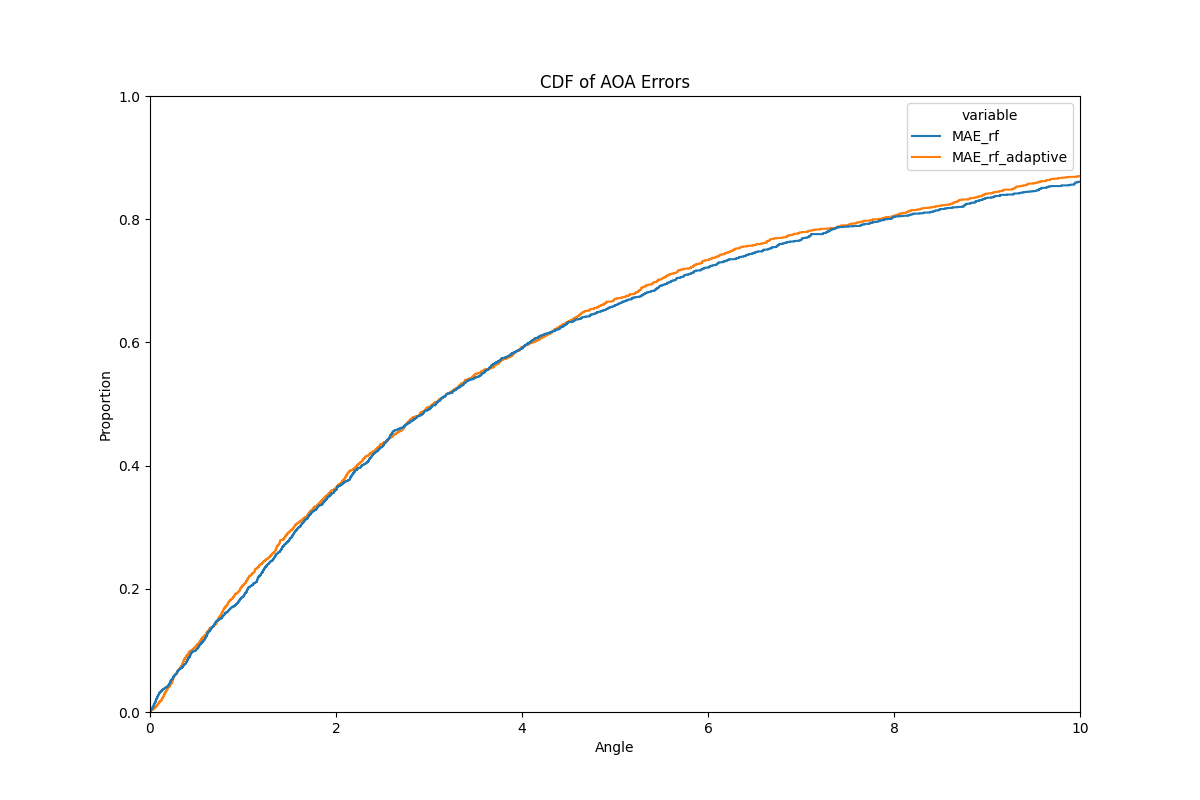 CDF of AOA Errors
variable
MAE_rf
MAE_rf_adaptive
1.0
0.8
0.6
0.4
0.2
0.0
Proportion
0 2 4 6 8 10
Angle